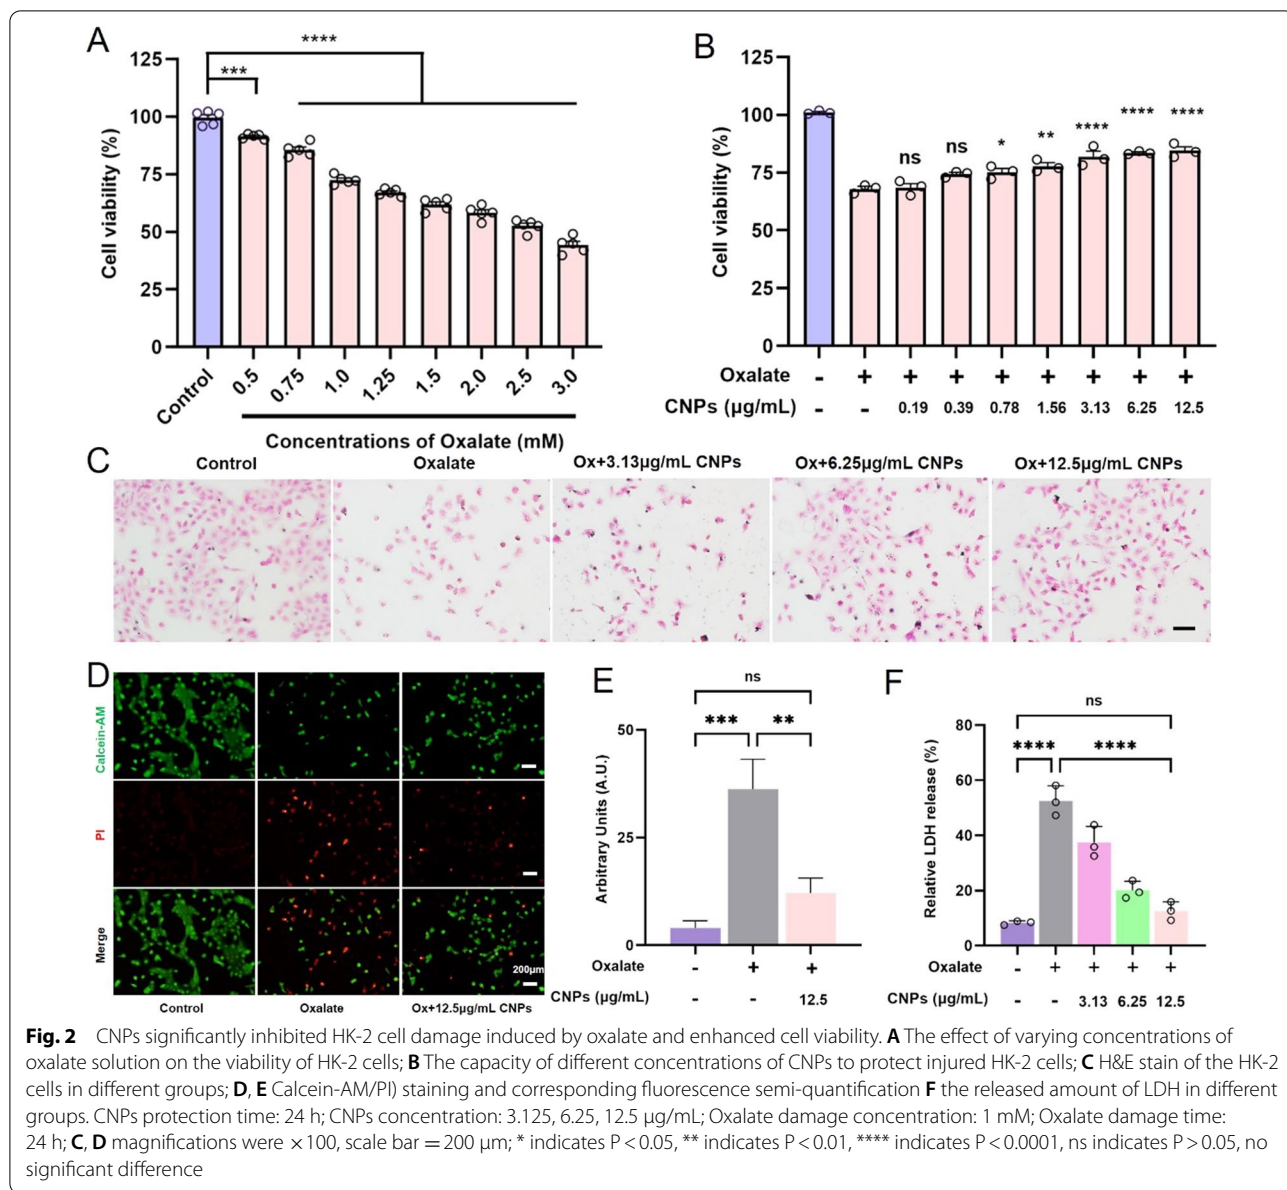 A
****
***
125
100
75
50
25
0
Cell viability (%)
Control
0.5
0.75
1.0
1.25
1.5
2.0
2.5
3.0
Concentrations of Oxalate (mM)
B
125
100
75
50
25
0
Cell viability (%)
ns
ns
*
**
****
****
****
Oxalate - + + + + + + + +
CNPs (μg/mL) - - 0.19 0.39 0.78 1.56 3.13 6.25 12.5
C
Control
Oxalate
Ox+3.13μg/mL CNPs
Ox+6.25μg/mL CNPs
Ox+12.5μg/mL CNPs
D
Calcein-AM
PI
Merge
200μm
Control
Oxalate
Ox+12.5μg/mL CNPs
E
ns
***
**
50
25
0
Arbitrary Units (A.U.)
Oxalate - + +
CNPs (μg/mL) - - 12.5
F
ns
****
****
80
60
40
20
0
Relative LDH release (%)
Oxalate - + + + +
CNPs (μg/mL) - - 3.13 6.25 12.5
Fig. 2 CNPs significantly inhibited HK-2 cell damage induced by oxalate and enhanced cell viability. A The effect of varying concentrations of
oxalate solution on the viability of HK-2 cells; B The capacity of different concentrations of CNPs to protect injured HK-2 cells; C H&E stain of the HK-2
cells in different groups; D, E Calcein-AM/PI) staining and corresponding fluorescence semi-quantification F the released amount of LDH in different
groups. CNPs protection time: 24 h; CNPs concentration: 3.125, 6.25, 12.5 μg/mL; Oxalate damage concentration: 1 mM; Oxalate damage time:
24 h; C, D magnifications were ×100, scale bar = 200 μm; * indicates P < 0.05, ** indicates P < 0.01, **** indicates P < 0.0001, ns indicates P > 0.05, no
significant difference